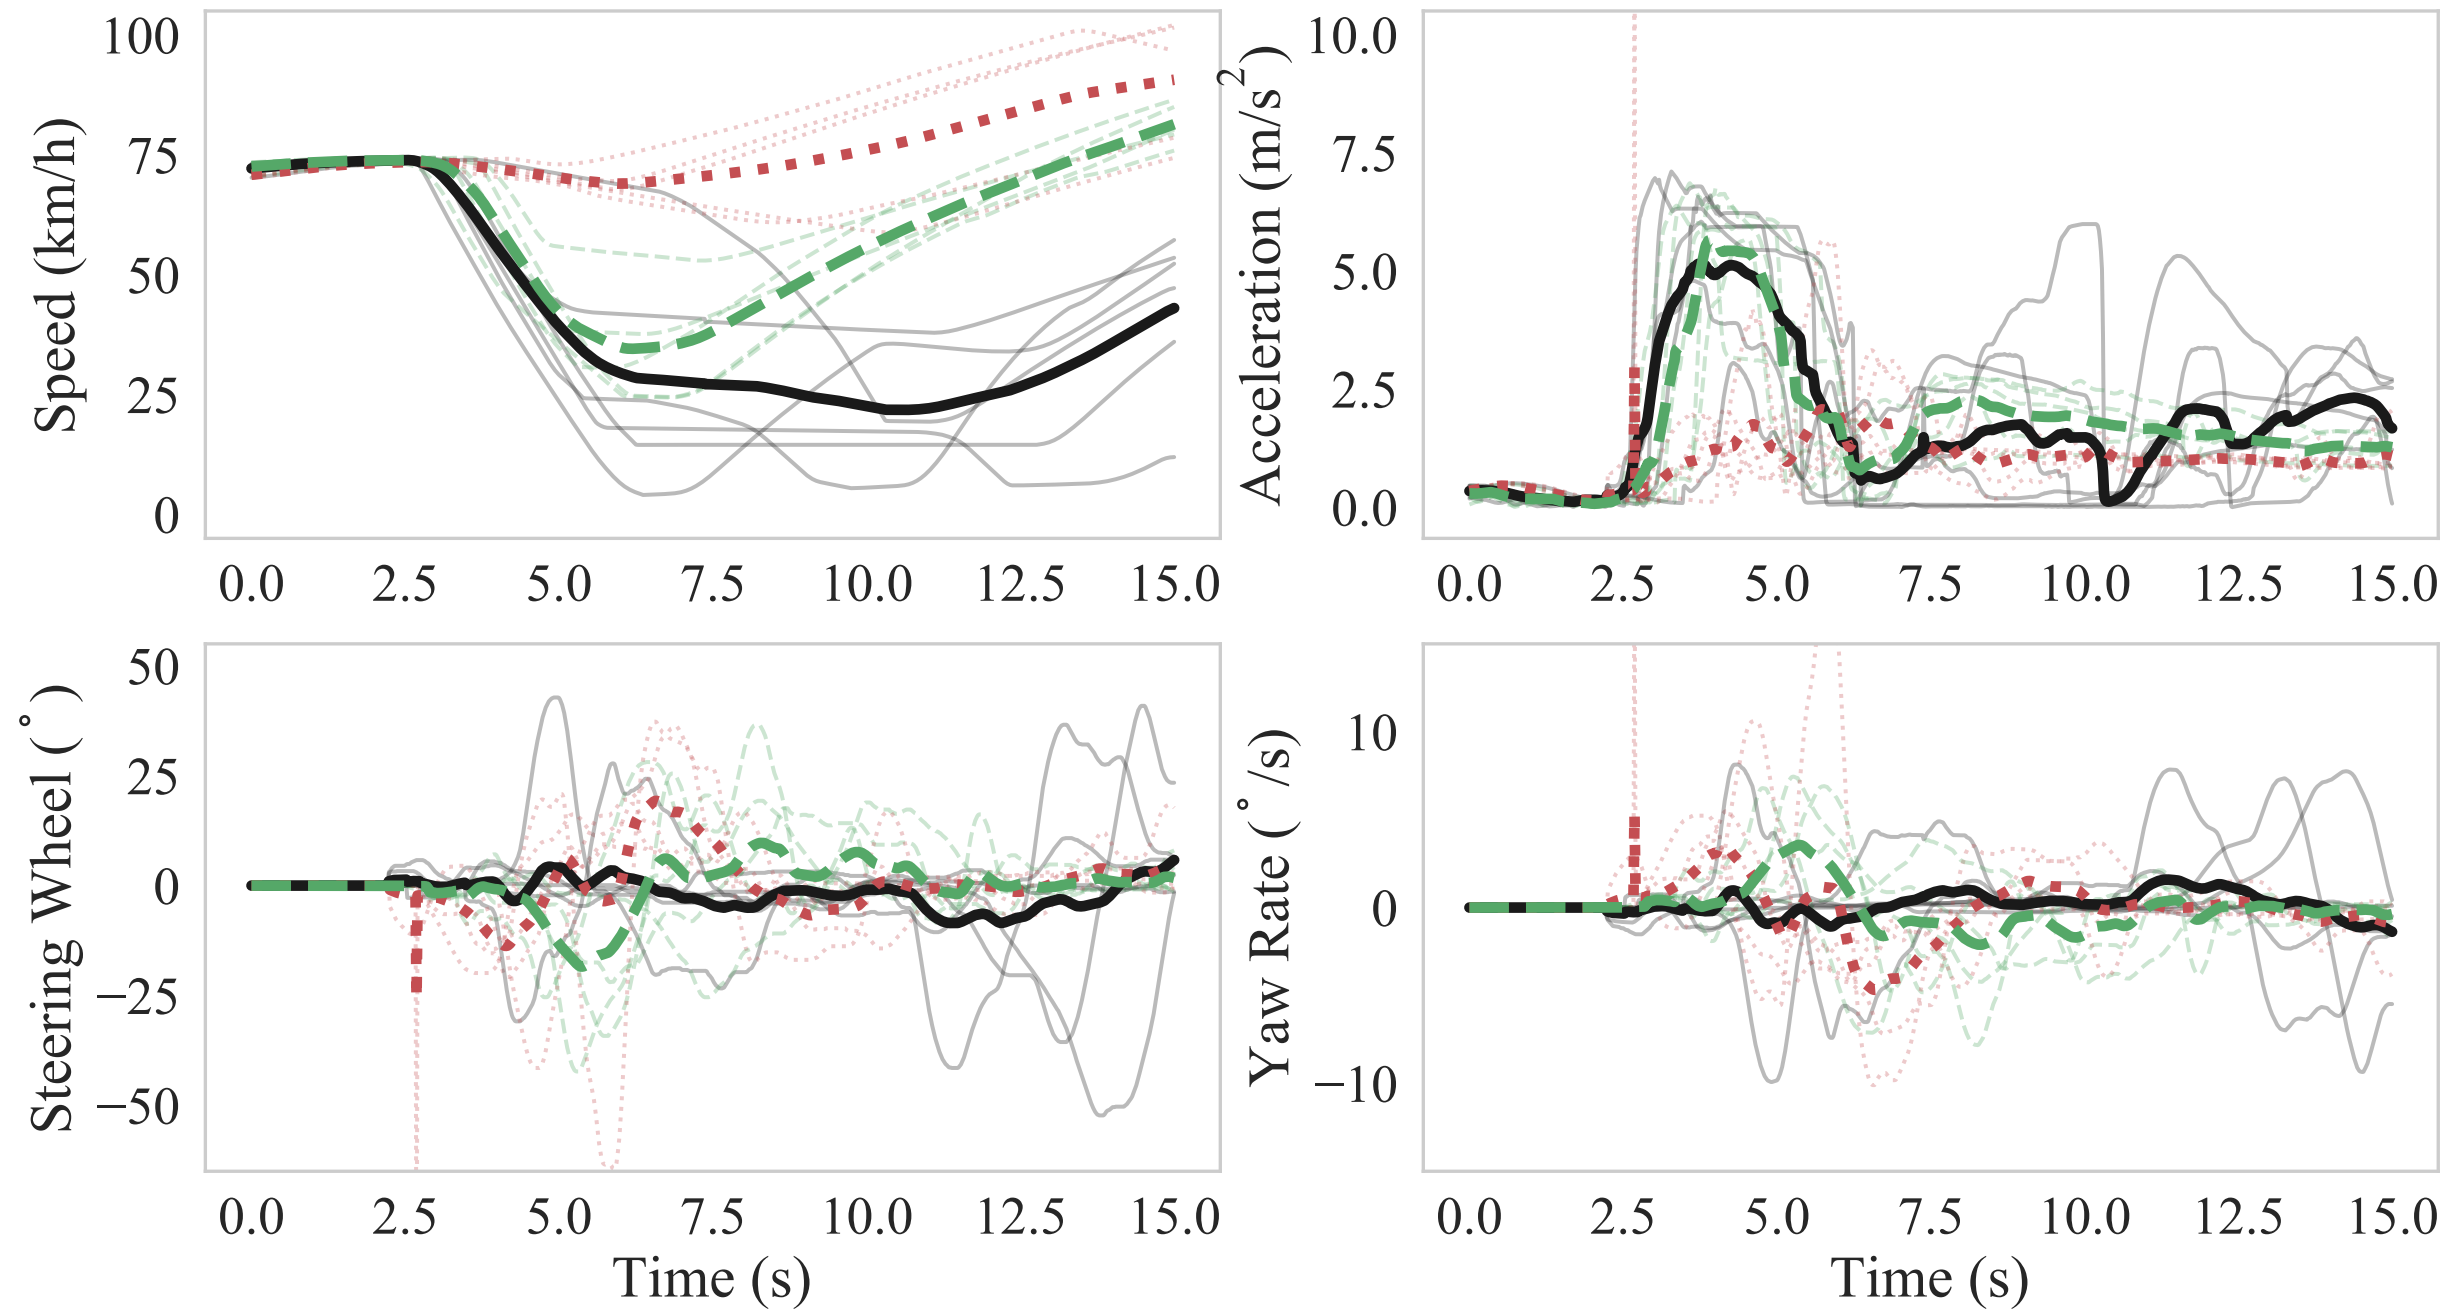 Speed (km/h)
100
75
50
25
0
0.0 2.5 5.0 7.5 10.0 12.5 15.0
Acceleration (m/s²)
10.0
7.5
5.0
2.5
0.0
0.0 2.5 5.0 7.5 10.0 12.5 15.0
Steering Wheel (°)
50
25
0
−25
−50
0.0 2.5 5.0 7.5 10.0 12.5 15.0
Time (s)
Yaw Rate (°/s)
10
0
−10
0.0 2.5 5.0 7.5 10.0 12.5 15.0
Time (s)